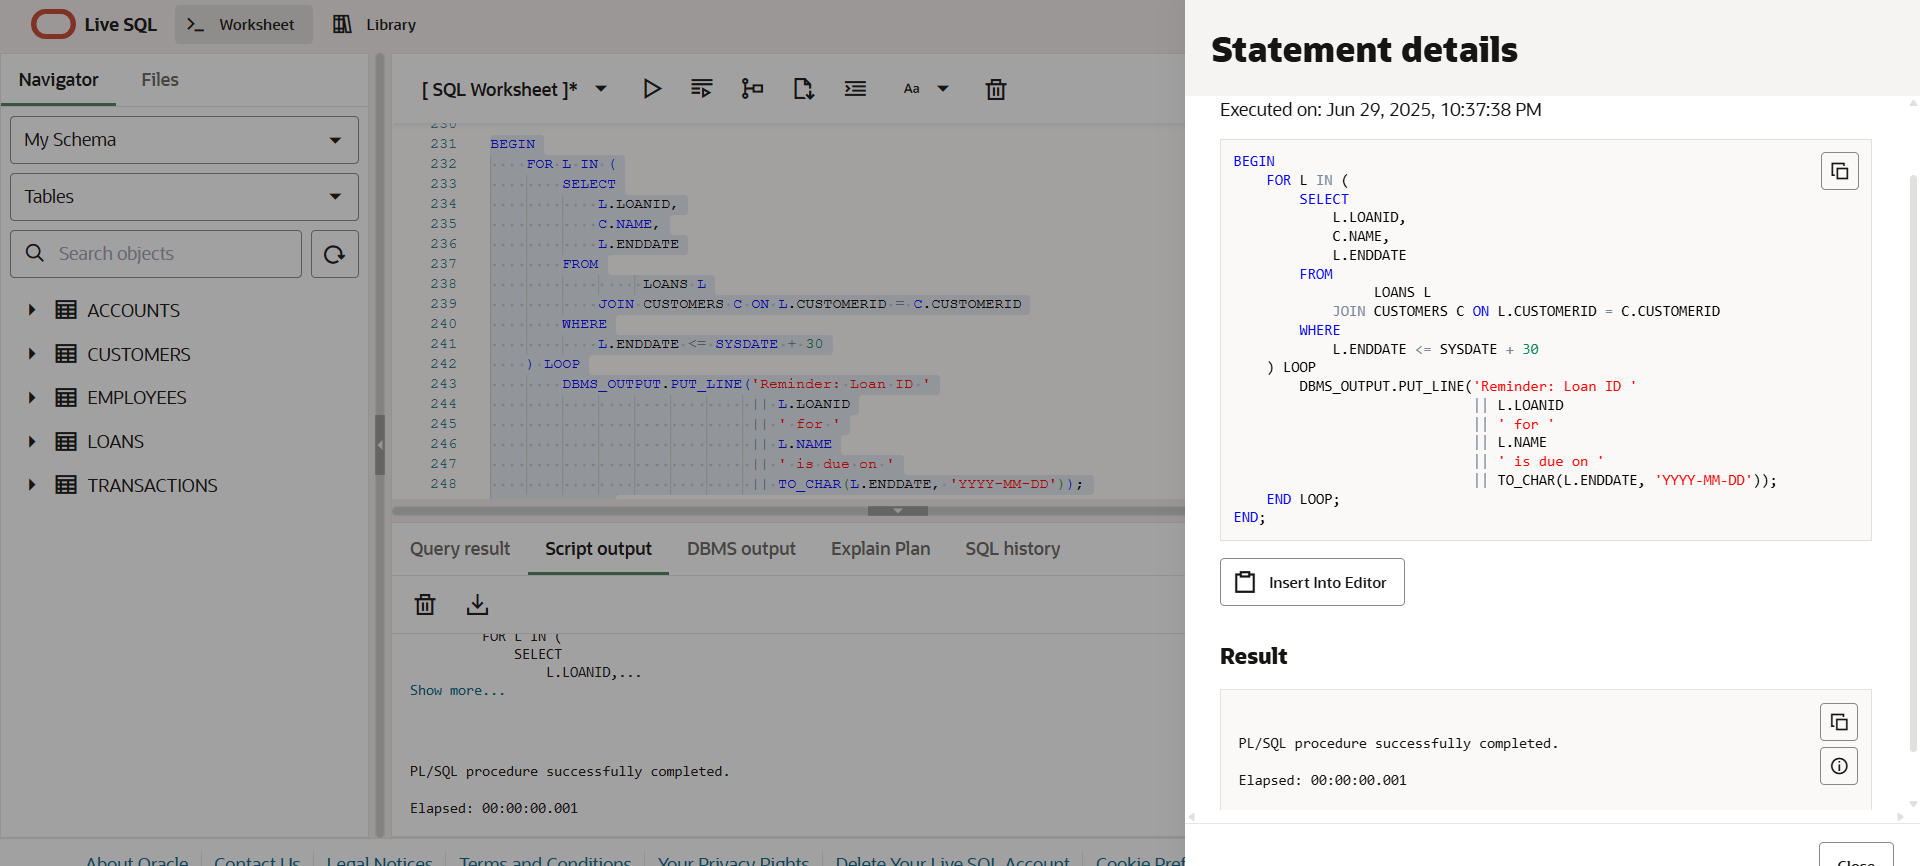 Live SQL
Worksheet
Library
Navigator
Files
My Schema
Tables
Search objects
ACCOUNTS
CUSTOMERS
EMPLOYEES
LOANS
TRANSACTIONS
[ SQL Worksheet ]*
Aa
230
231 BEGIN
232 FOR L IN (
233 SELECT
234 L.LOANID,
235 C.NAME,
236 L.ENDDATE
237 FROM
238 LOANS L
239 JOIN CUSTOMERS C ON L.CUSTOMERID = C.CUSTOMERID
240 WHERE
241 L.ENDDATE <= SYSDATE + 30
242 ) LOOP
243 DBMS_OUTPUT.PUT_LINE('Reminder: Loan ID '
244 || L.LOANID
245 || ' for '
246 || L.NAME
247 || ' is due on '
248 || TO_CHAR(L.ENDDATE, 'YYYY-MM-DD'));
Query result
Script output
DBMS output
Explain Plan
SQL history
FOR L IN (
SELECT
L.LOANID,...
Show more...
PL/SQL procedure successfully completed.
Elapsed: 00:00:00.001
About Oracle
Contact Us
Legal Notices
Terms and Conditions
Your Privacy Rights
Delete Your Live SQL Account
Cookie Pref
Statement details
Executed on: Jun 29, 2025, 10:37:38 PM
BEGIN
FOR L IN (
SELECT
L.LOANID,
C.NAME,
L.ENDDATE
FROM
LOANS L
JOIN CUSTOMERS C ON L.CUSTOMERID = C.CUSTOMERID
WHERE
L.ENDDATE <= SYSDATE + 30
) LOOP
DBMS_OUTPUT.PUT_LINE('Reminder: Loan ID '
|| L.LOANID
|| ' for '
|| L.NAME
|| ' is due on '
|| TO_CHAR(L.ENDDATE, 'YYYY-MM-DD'));
END LOOP;
END;
Insert Into Editor
Result
PL/SQL procedure successfully completed.
Elapsed: 00:00:00.001
Close